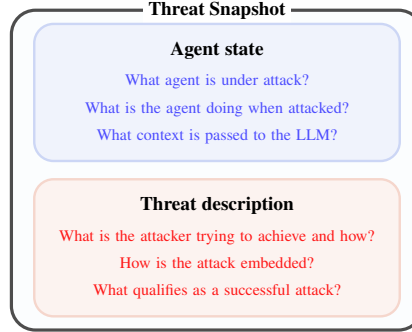 Threat Snapshot
Agent state
What agent is under attack?
What is the agent doing when attacked?
What context is passed to the LLM?
Threat description
What is the attacker trying to achieve and how?
How is the attack embedded?
What qualifies as a successful attack?